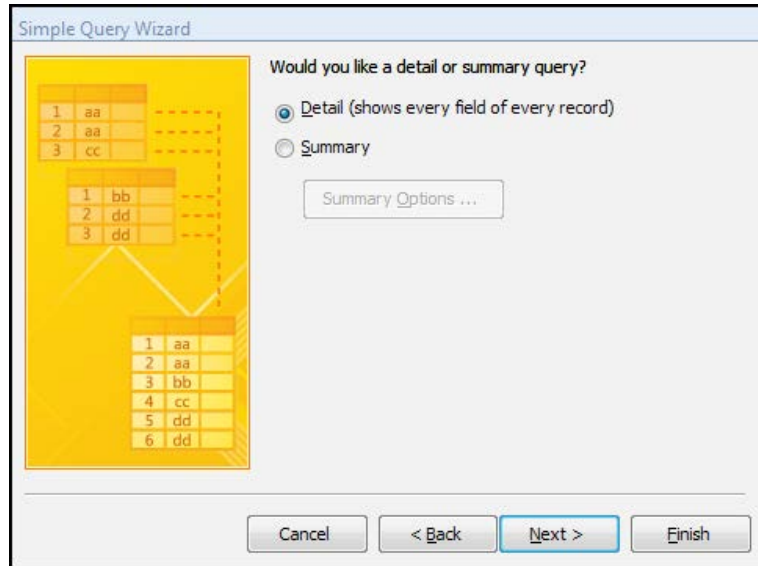 Simple Query Wizard
Would you like a detail or summary query?
Detail (shows every field of every record)
Summary
Summary Options ...
1 aa
2 aa
3 cc
1 bb
2 dd
3 dd
1 aa
2 aa
3 bb
4 cc
5 dd
6 dd
Cancel < Back Next > Finish